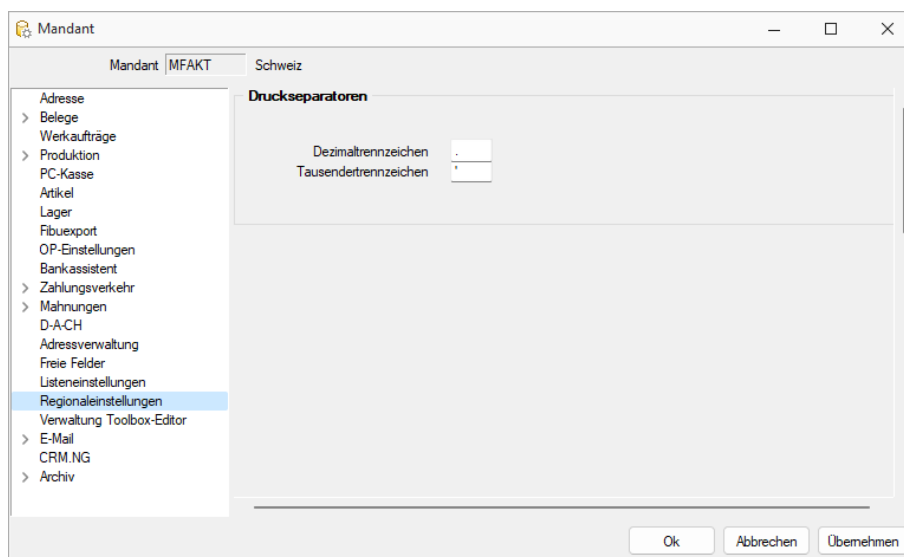 Mandant
Mandant MFAKT Schweiz
Adresse
Belege
Werkaufträge
Produktion
PC-Kasse
Artikel
Lager
Fibuexport
OP-Einstellungen
Bankassistent
Zahlungsverkehr
Mahnungen
D-A-CH
Adressverwaltung
Freie Felder
Listeneinstellungen
Regionaleinstellungen
Verwaltung Toolbox-Editor
E-Mail
CRM.NG
Archiv
Druckseparatoren
Dezimaltrennzeichen .
Tausendertrennzeichen '
Ok Abbrechen Übernehmen